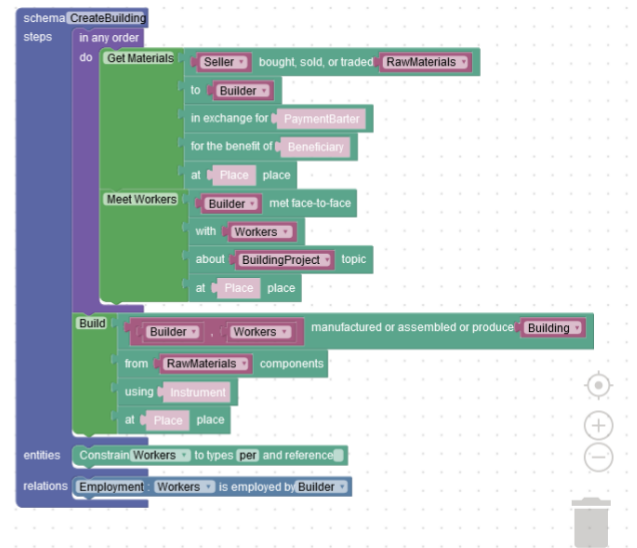 schema CreateBuilding
steps in any order
do Get Materials Seller bought, sold, or traded RawMaterials
to Builder
in exchange for PaymentBarter
for the benefit of Beneficiary
at Place place
Meet Workers Builder met face-to-face
with Workers
about BuildingProject topic
at Place place
Build Builder , Workers manufactured or assembled or produce Building
from RawMaterials components
using Instrument
at Place place
entities Constrain Workers to types per and reference
relations Employment : Workers is employed by Builder